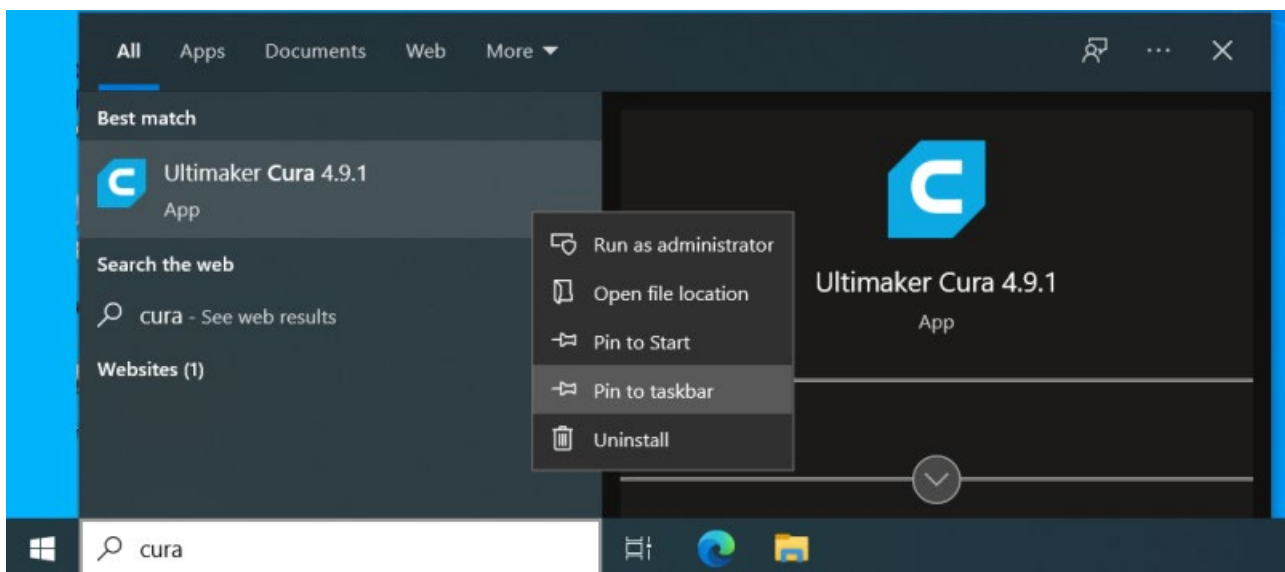 All Apps Documents Web More
Best match
Ultimaker Cura 4.9.1
App
Search the web
cura - See web results
Websites (1)
Run as administrator
Open file location
Pin to Start
Pin to taskbar
Uninstall
Ultimaker Cura 4.9.1
App
cura